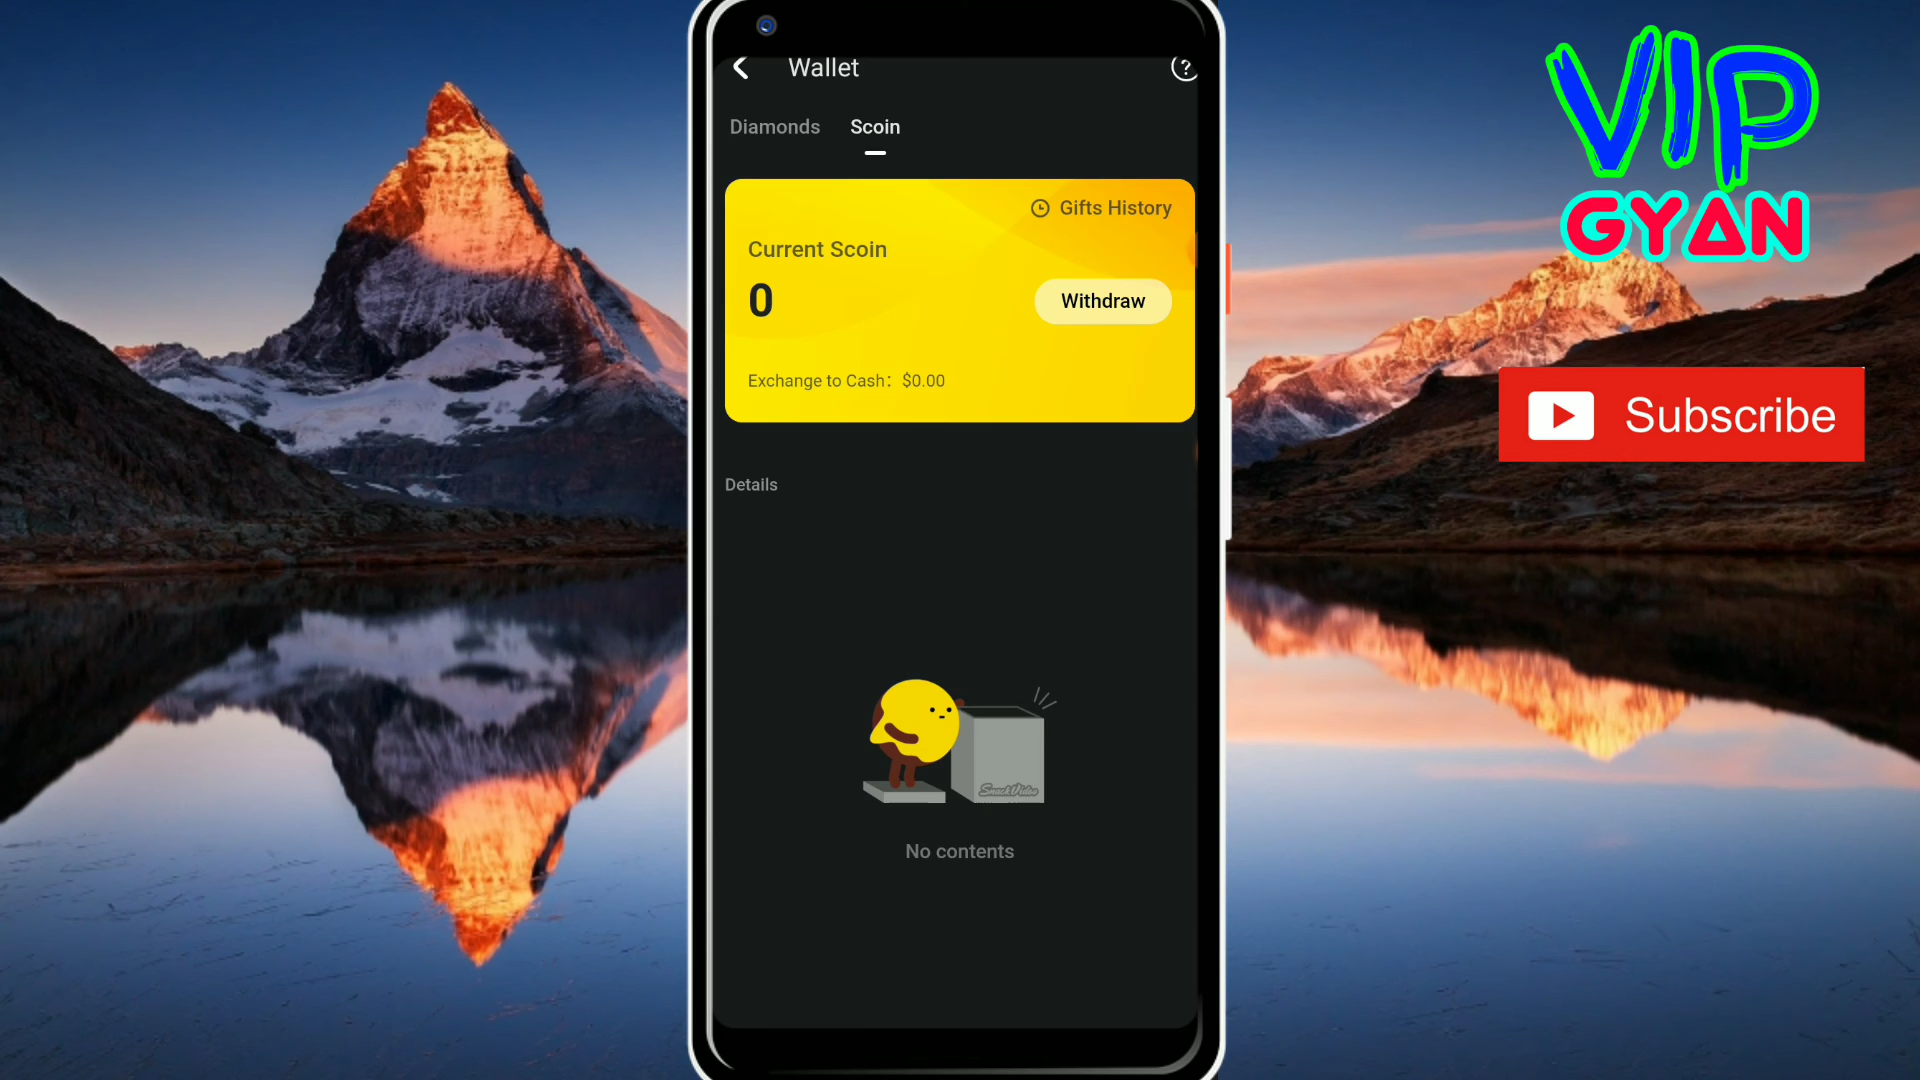 Wallet
Diamonds Scoin
Gifts History
Current Scoin
0
Withdraw
Exchange to Cash: $0.00
Details
SnackVideo
No contents
VIP
GYAN
Subscribe